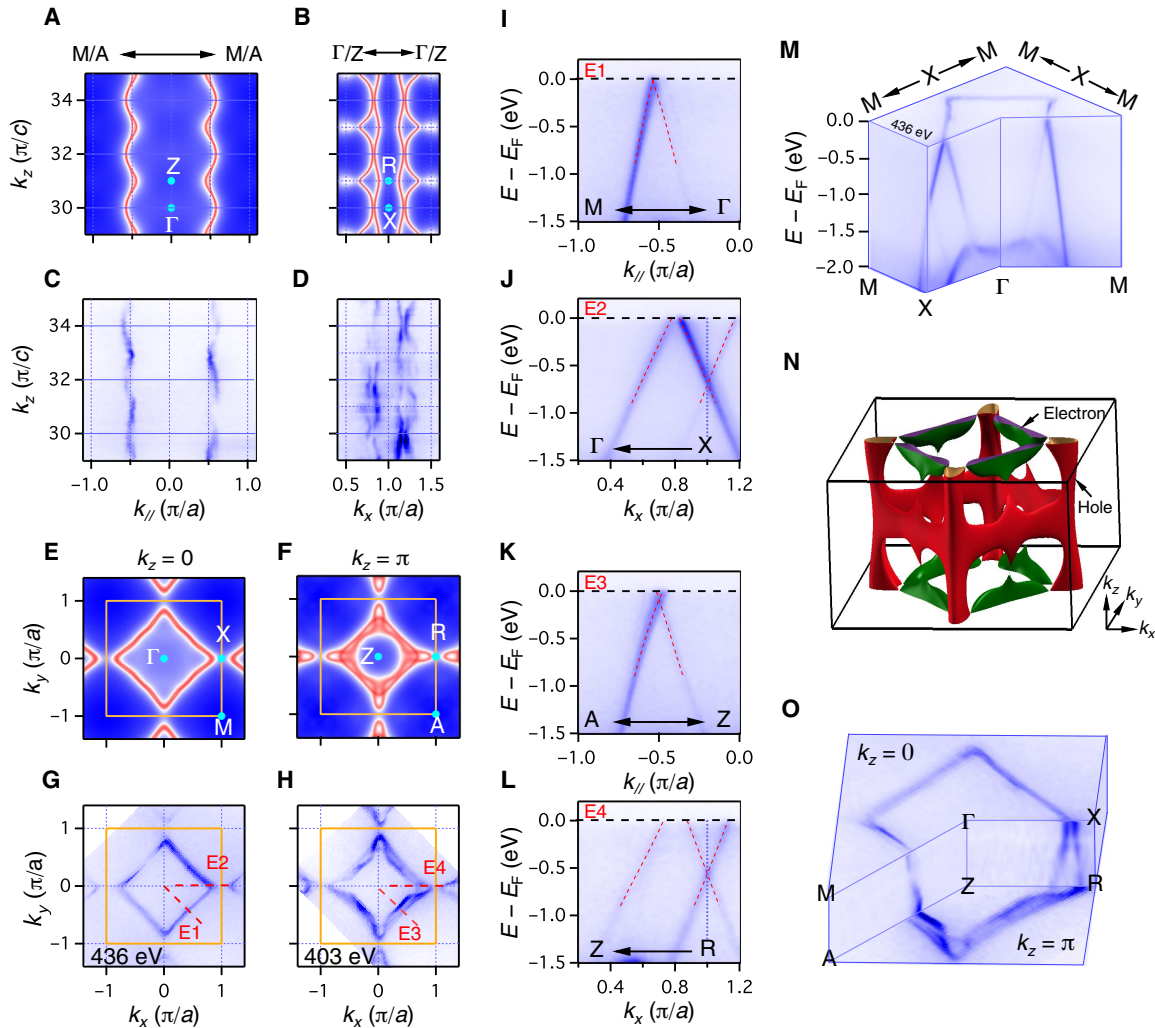 A
M/A
M/A
34
32
30
k_z (π/c)
Z
Γ
B
Γ/Z
Γ/Z
R
X
C
34
32
30
k_z (π/c)
−1.0
0.0
1.0
k_// (π/a)
D
0.5
1.0
1.5
k_x (π/a)
E
k_z = 0
1
0
−1
k_y (π/a)
Γ
X
M
F
k_z = π
Z
R
A
G
1
0
−1
k_y (π/a)
E2
E1
436 eV
−1
0
1
k_x (π/a)
H
E4
E3
403 eV
−1
0
1
k_x (π/a)
I
E1
0.0
−0.5
−1.0
−1.5
E − E_F (eV)
M
Γ
−1.0
−0.5
0.0
k_// (π/a)
J
E2
0.0
−0.5
−1.0
−1.5
E − E_F (eV)
Γ
X
0.4
0.8
1.2
k_x (π/a)
K
E3
0.0
−0.5
−1.0
−1.5
E − E_F (eV)
A
Z
−1.0
−0.5
0.0
k_// (π/a)
L
E4
0.0
−0.5
−1.0
−1.5
E − E_F (eV)
Z
R
0.4
0.8
1.2
k_x (π/a)
M
M
X
M
M
X
M
436 eV
0.0
−0.5
−1.0
−1.5
−2.0
E − E_F (eV)
M
X
Γ
M
N
Electron
Hole
k_z
k_y
k_x
O
k_z = 0
Γ
X
M
Z
R
A
k_z = π